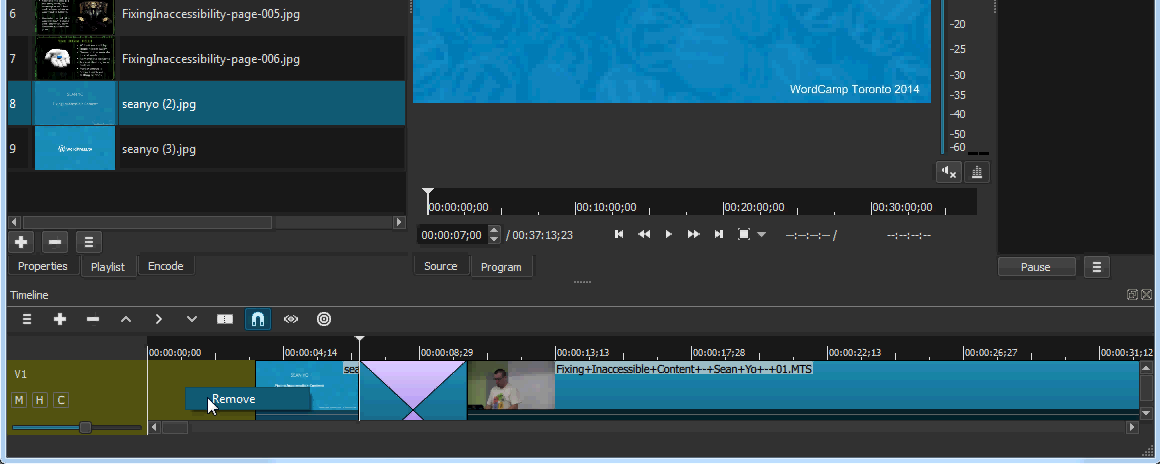 6
FixingInaccessibility-page-005.jpg
7
FixingInaccessibility-page-006.jpg
8
seanyo (2).jpg
9
WordPress
seanyo (3).jpg
WordCamp Toronto 2014
-20
-25
-30
-35
-40
-50
-60
00:00:00;00
00:10:00;00
00:20:00;00
00:30:00;00
00:00:07;00
/ 00:37:13;23
--:--:--:-- /
--:--:--:--
Properties
Playlist
Encode
Source
Program
Pause
Timeline
00:00:00;00
00:00:04;14
00:00:08;29
00:00:13;13
00:00:17;28
00:00:22;13
00:00:26;27
00:00:31;12
V1
M
H
C
Remove
sea
Fixing+Inaccessible+Content+-+Sean+Yo+-+01.MTS